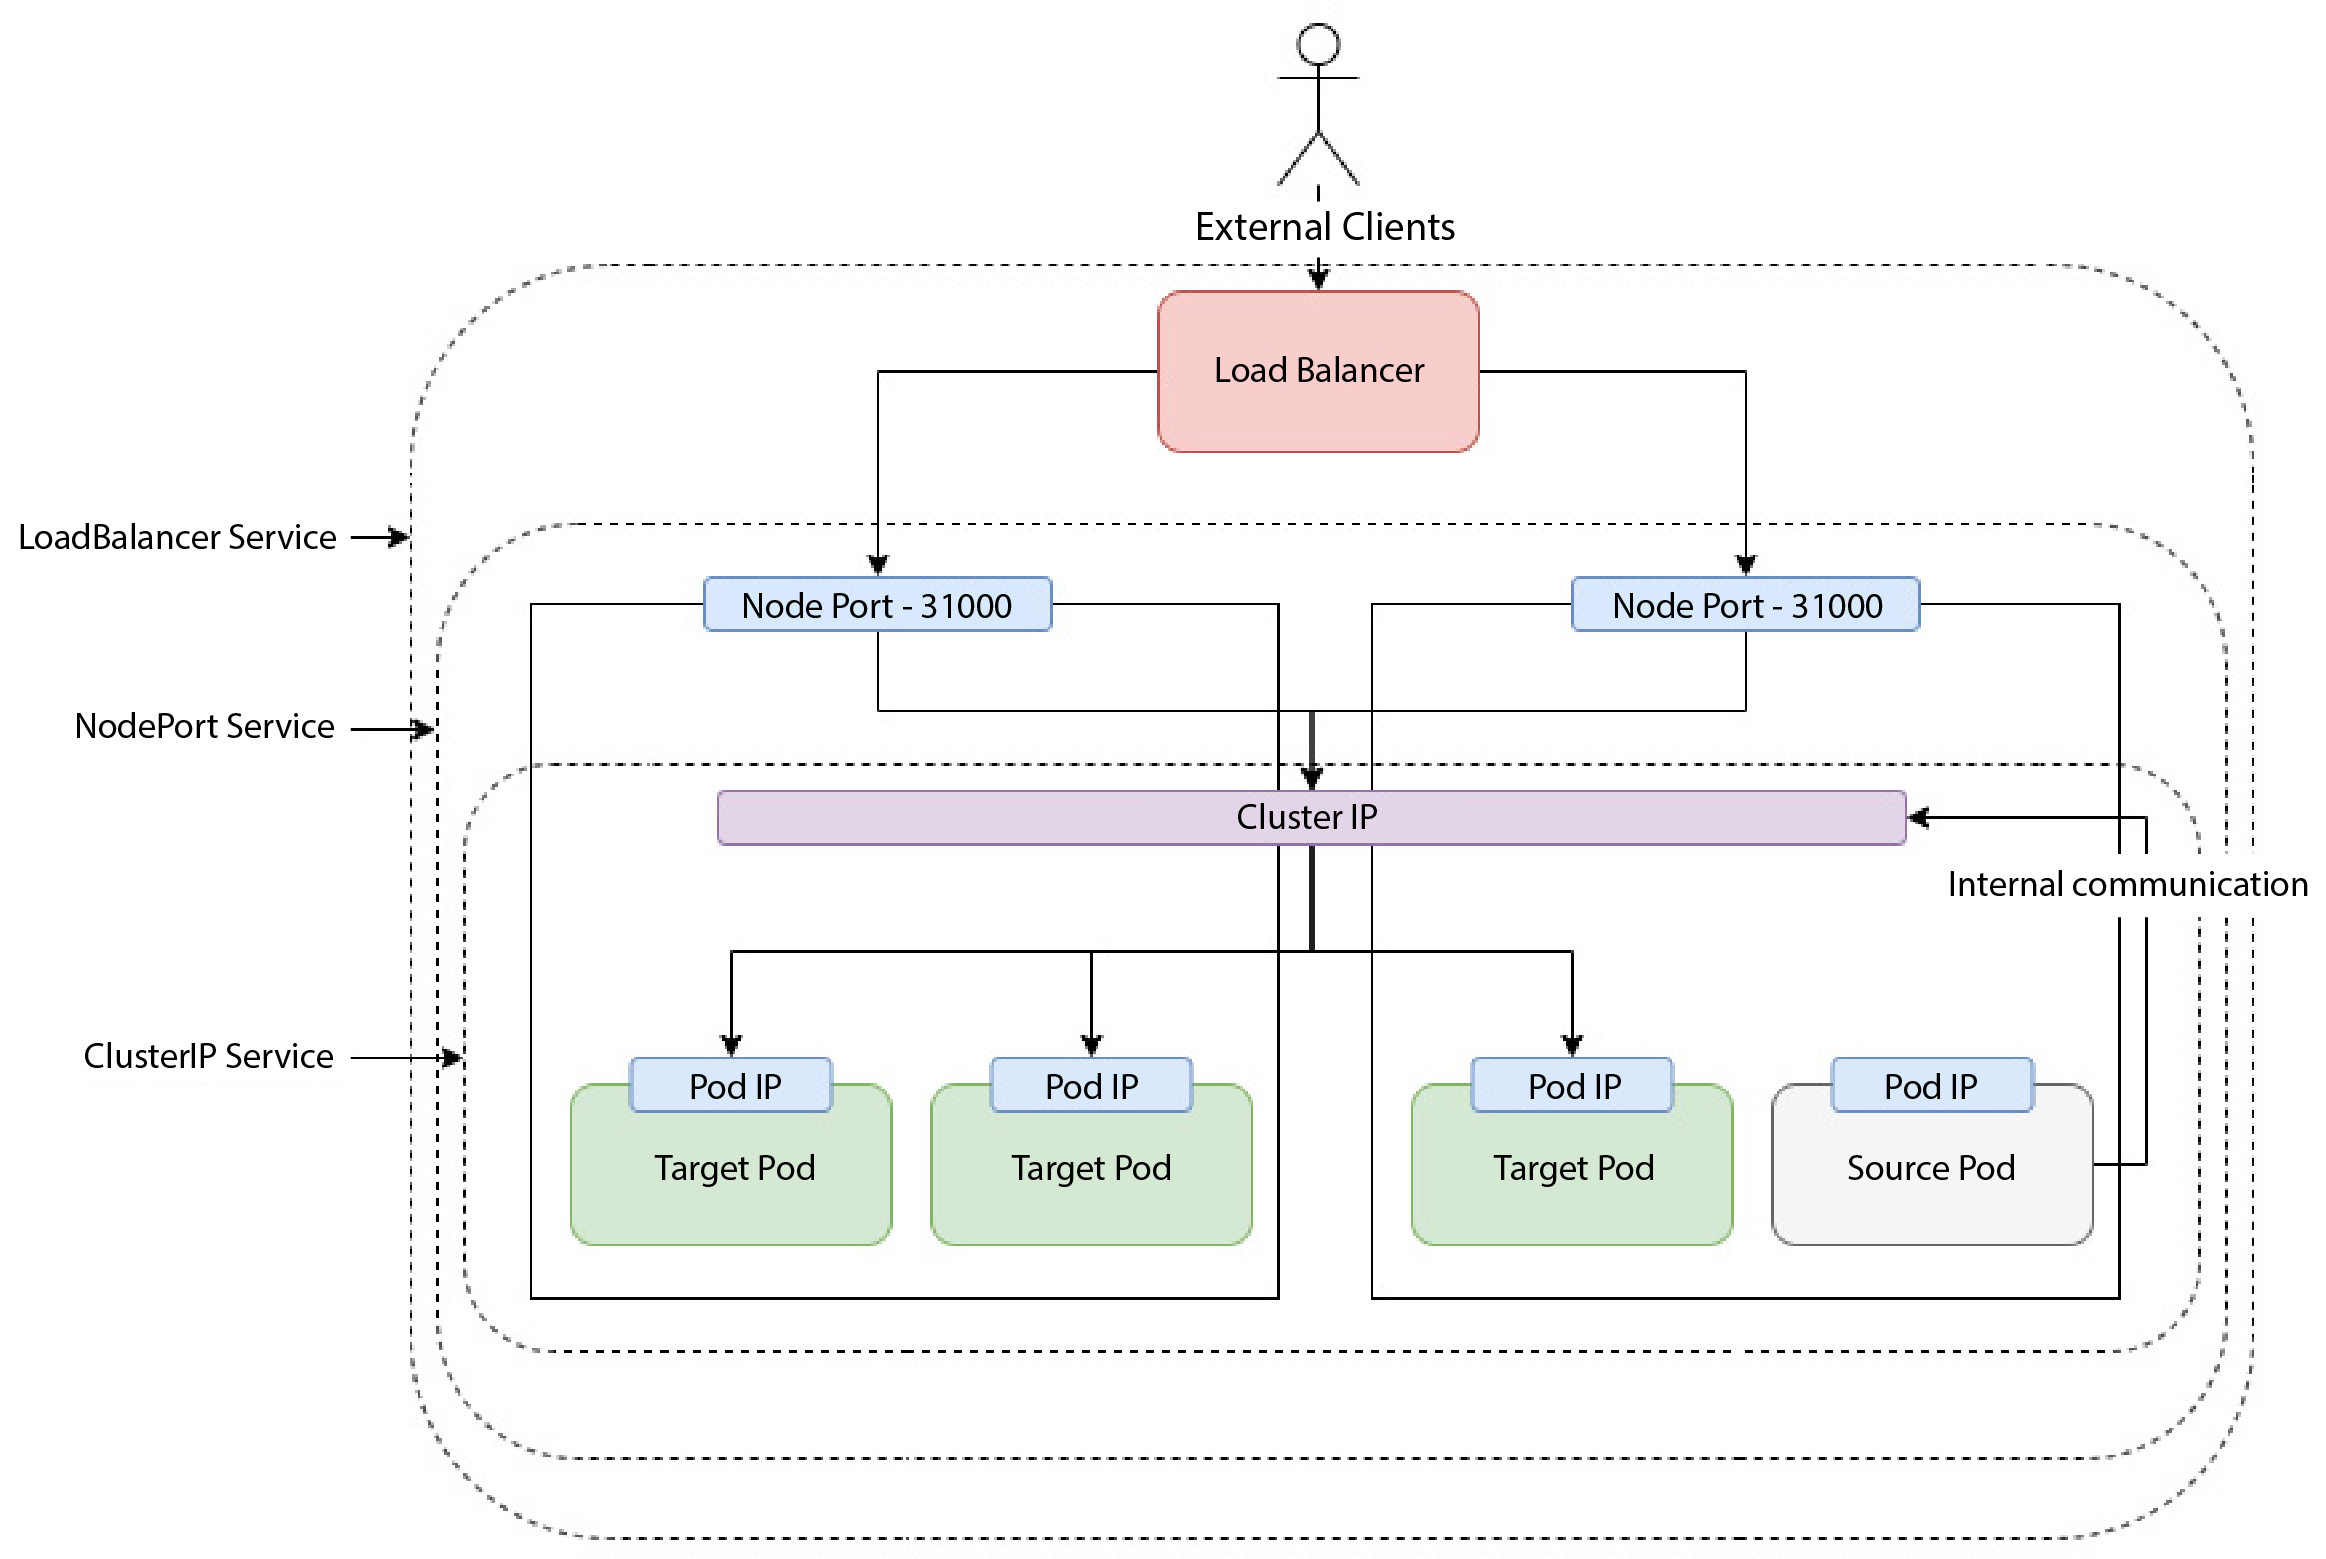 External Clients
Load Balancer
LoadBalancer Service
Node Port - 31000
Node Port - 31000
NodePort Service
Cluster IP
Internal communication
ClusterIP Service
Pod IP
Pod IP
Pod IP
Pod IP
Target Pod
Target Pod
Target Pod
Source Pod